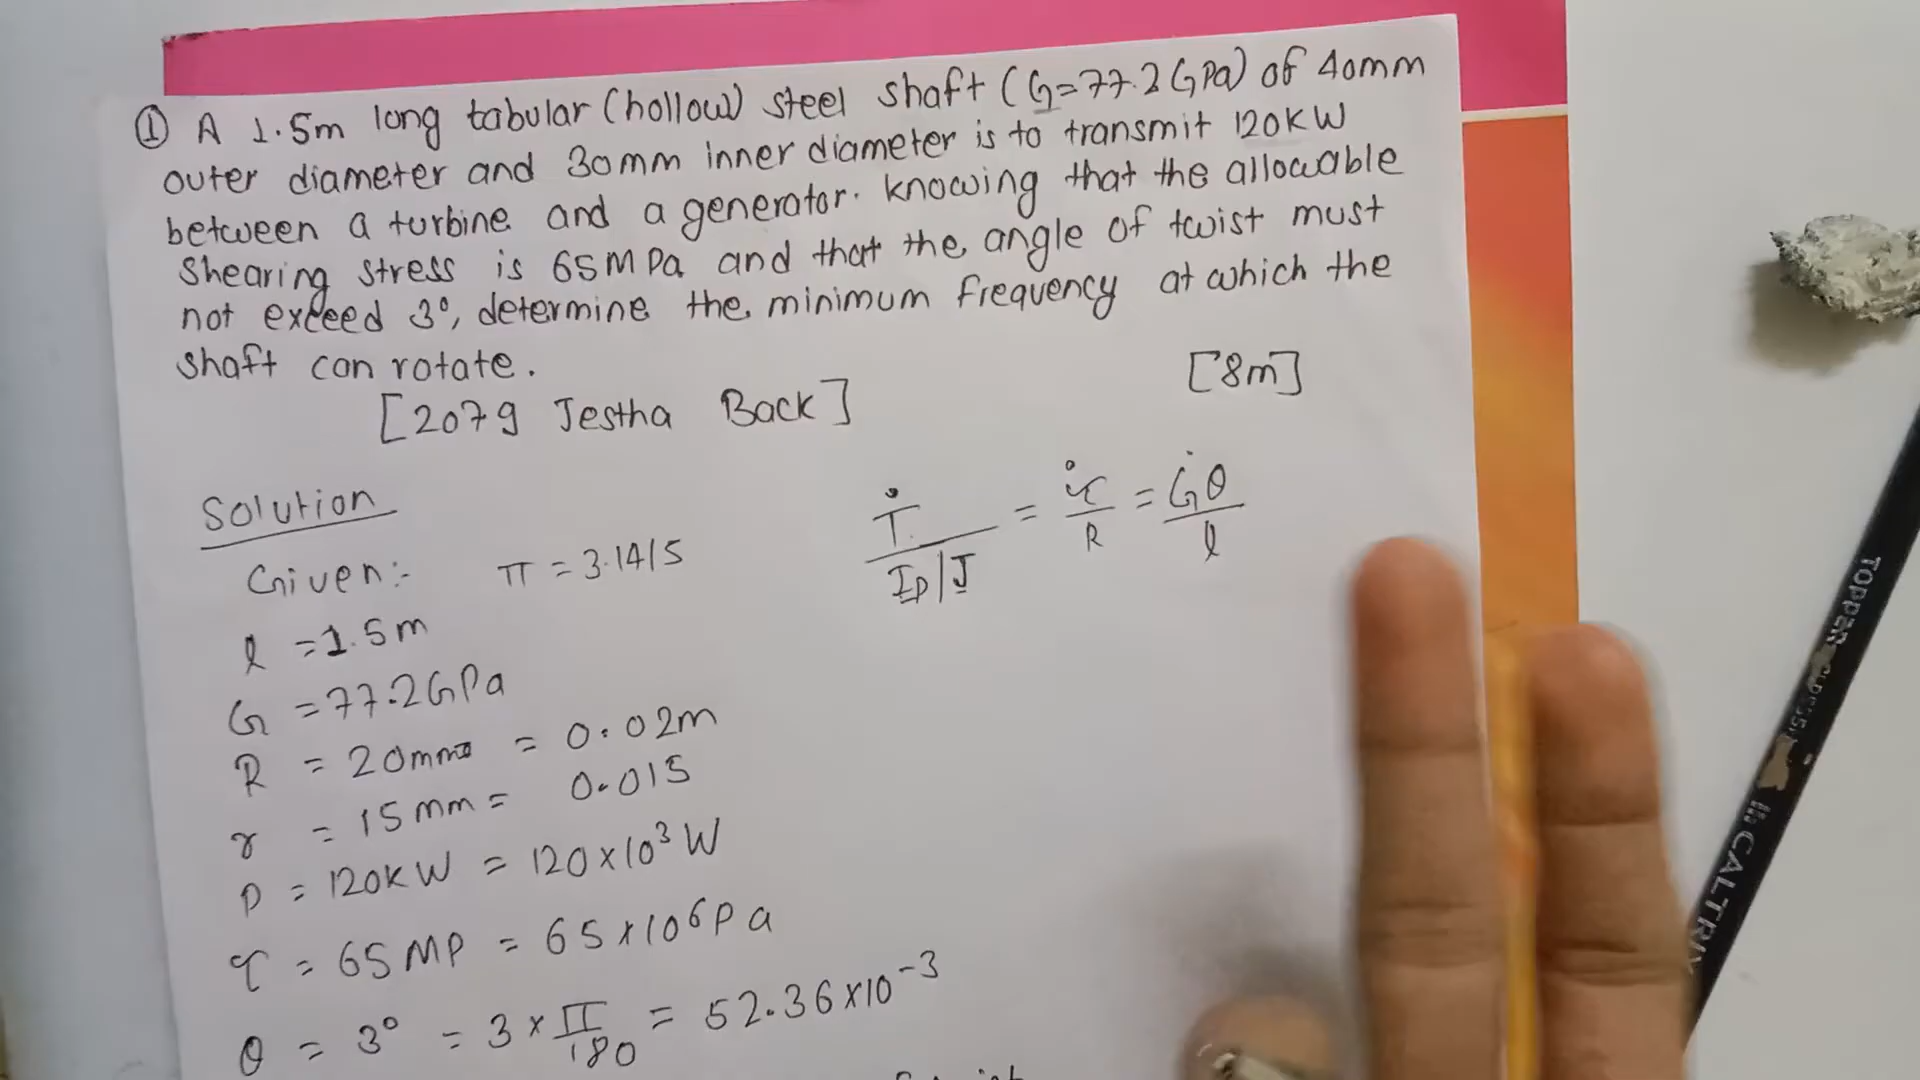 ① A 1.5m long tabular (hollow) steel shaft (G=77.2GPa) of 40mm
outer diameter and 30mm inner diameter is to transmit 120KW
between a turbine and a generator. Knowing that the allowable
shearing stress is 65MPa and that the angle of twist must
not exceed 3°, determine the minimum frequency at which the
shaft can rotate.
[8m]
[2079 Jestha Back]
Solution
Given:-
π = 3.1415
T / Ip/J = τ / R = Gθ / l
l = 1.5m
G = 77.2GPa
R = 20mm = 0.02m
r = 15mm = 0.015
P = 120KW = 120×10³ W
τ = 65MP = 65×10⁶ Pa
θ = 3° = 3 × π/180 = 52.36×10⁻³
TOPPER
CALTRIX